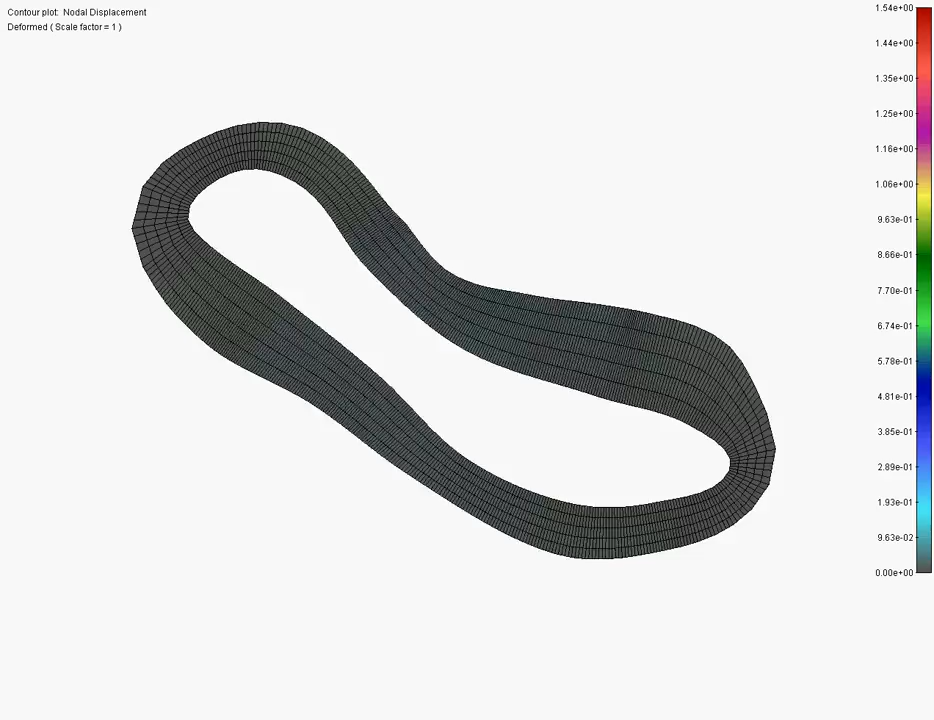 Contour plot: Nodal Displacement
Deformed ( Scale factor = 1 )
1.54e+00
1.44e+00
1.35e+00
1.25e+00
1.16e+00
1.06e+00
9.63e-01
8.66e-01
7.70e-01
6.74e-01
5.78e-01
4.81e-01
3.85e-01
2.89e-01
1.93e-01
9.63e-02
0.00e+00